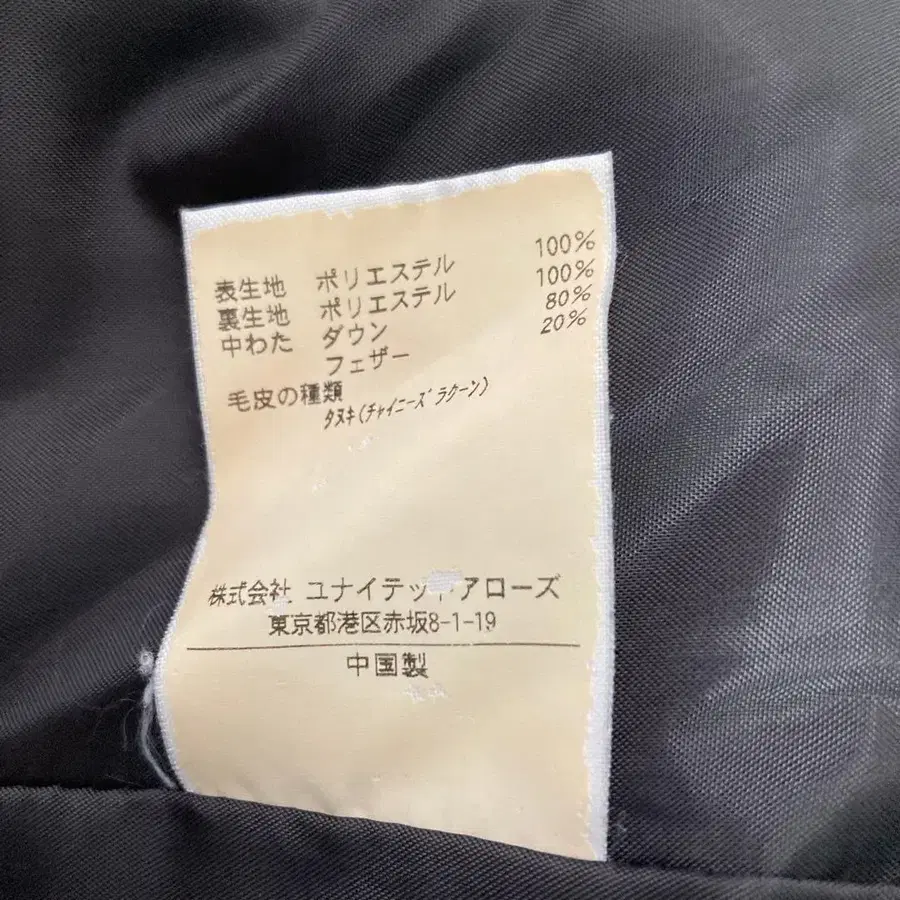 表生地 ポリエステル 100%
裏生地 ポリエステル 100%
中わた ダウン 80%
フェザー 20%
毛皮の種類
タヌキ(チャイニーズラクーン)
株式会社 ユナイテッ アローズ
東京都港区赤坂8-1-19
中国製